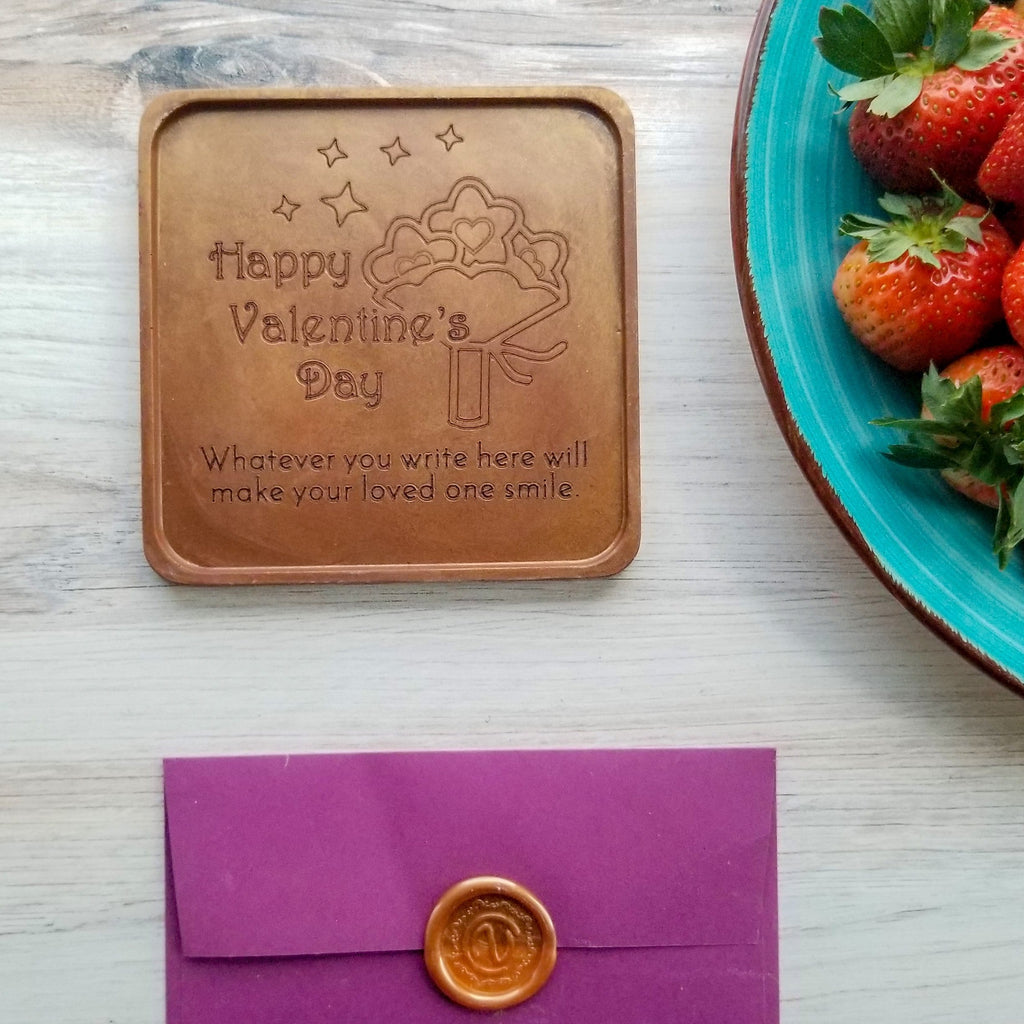 Happy
Valentine's
Day
Whatever you write here will
make your loved one smile.